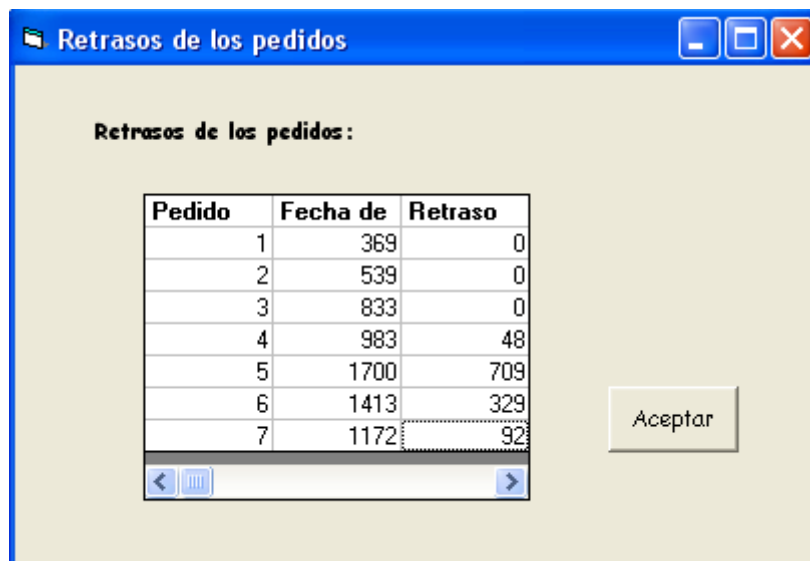 Retrasos de los pedidos
Retrasos de los pedidos:
Pedido Fecha de Retraso
1 369 0
2 539 0
3 833 0
4 983 48
5 1700 709
6 1413 329
7 1172 92
Aceptar